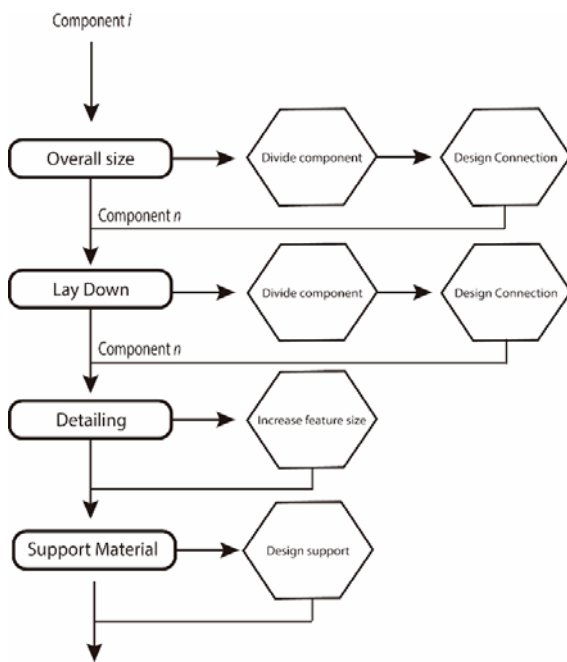 Component i
Overall size
Divide component
Design Connection
Component n
Lay Down
Divide component
Design Connection
Component n
Detailing
Increase feature size
Support Material
Design support